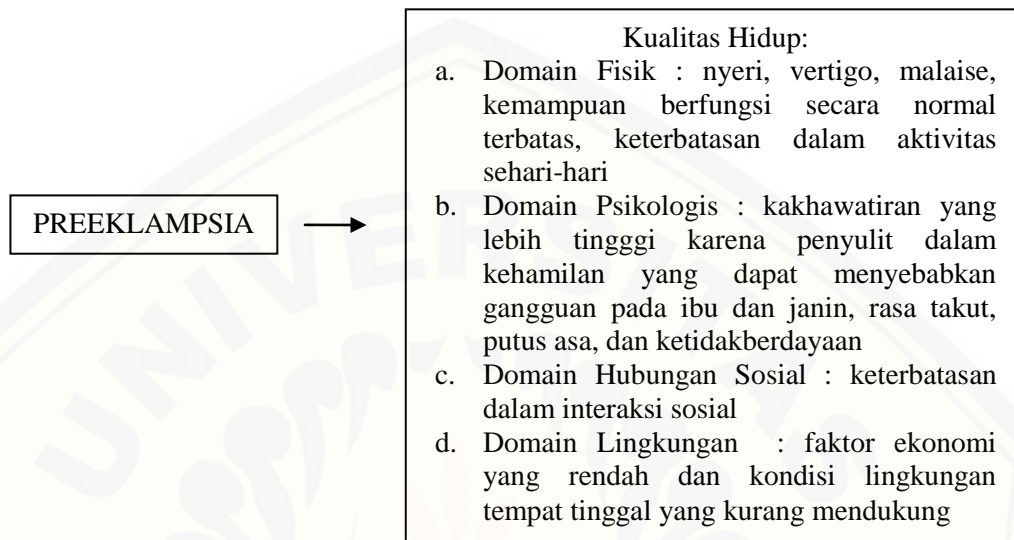 Kualitas Hidup:
a. Domain Fisik : nyeri, vertigo, malaise,
kemampuan berfungsi secara normal
terbatas, keterbatasan dalam aktivitas
sehari-hari
PREEKLAMPSIA
b. Domain Psikologis : kakhawatiran yang
lebih tingggi karena penyulit dalam
kehamilan yang dapat menyebabkan
gangguan pada ibu dan janin, rasa takut,
putus asa, dan ketidakberdayaan
c. Domain Hubungan Sosial : keterbatasan
dalam interaksi sosial
d. Domain Lingkungan : faktor ekonomi
yang rendah dan kondisi lingkungan
tempat tinggal yang kurang mendukung
UNIVERSITAS